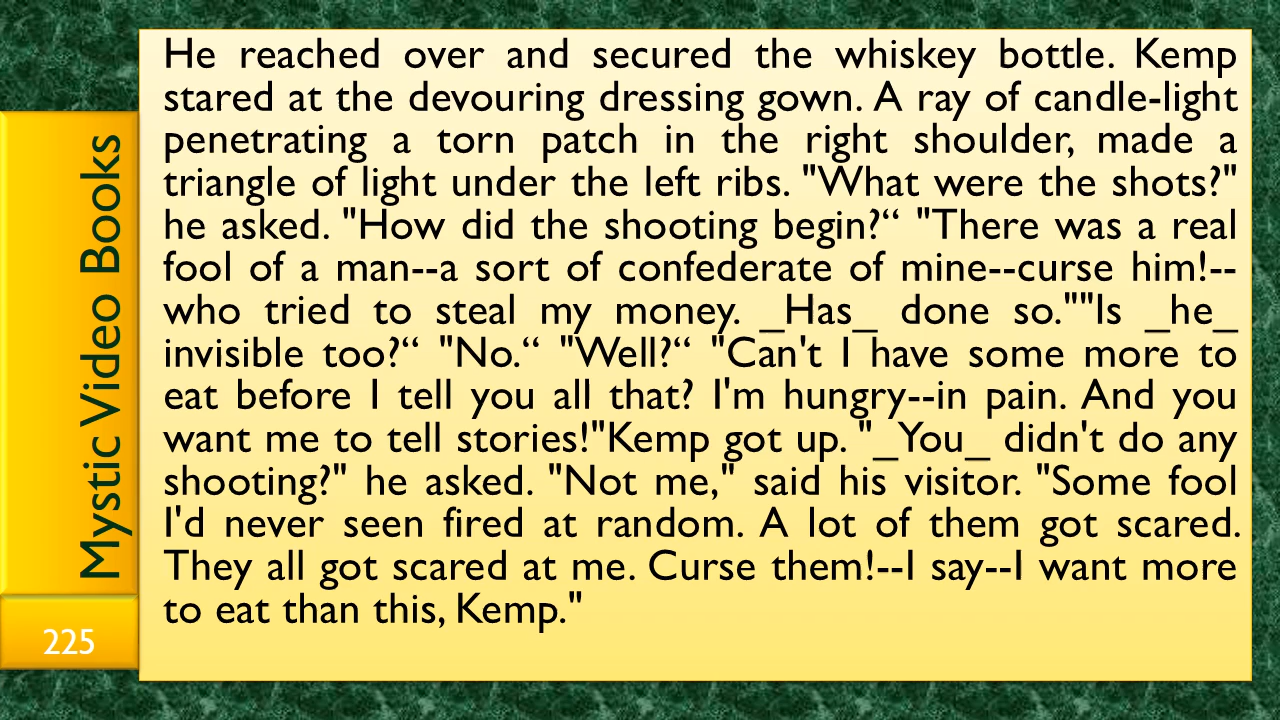 He reached over and secured the whiskey bottle. Kemp
stared at the devouring dressing gown. A ray of candle-light
penetrating a torn patch in the right shoulder, made a
triangle of light under the left ribs. "What were the shots?"
he asked. "How did the shooting begin?“ "There was a real
fool of a man--a sort of confederate of mine--curse him!--
who tried to steal my money. _Has_ done so.""Is _he_
invisible too?“ "No.“ "Well?“ "Can't I have some more to
eat before I tell you all that? I'm hungry--in pain. And you
want me to tell stories!"Kemp got up. "_You_ didn't do any
shooting?" he asked. "Not me," said his visitor. "Some fool
I'd never seen fired at random. A lot of them got scared.
They all got scared at me. Curse them!--I say--I want more
to eat than this, Kemp."
Mystic Video Books
225